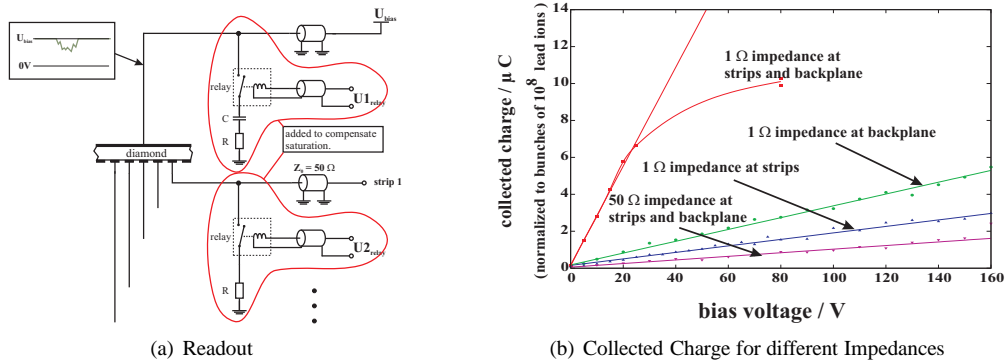 U_bias
0V
U_bias
relay
U1_relay
C
R
diamond
added to compensate
saturation.
Z_0 = 50 Ω
strip 1
relay
U2_relay
R
(a) Readout
collected charge / μ C
(normalized to bunches of 10^8 lead ions)
14
12
10
8
6
4
2
0
1 Ω impedance at
strips and backplane
1 Ω impedance at backplane
1 Ω impedance at strips
50 Ω impedance at
strips and backplane
0 20 40 60 80 100 120 140 160
bias voltage / V
(b) Collected Charge for different Impedances